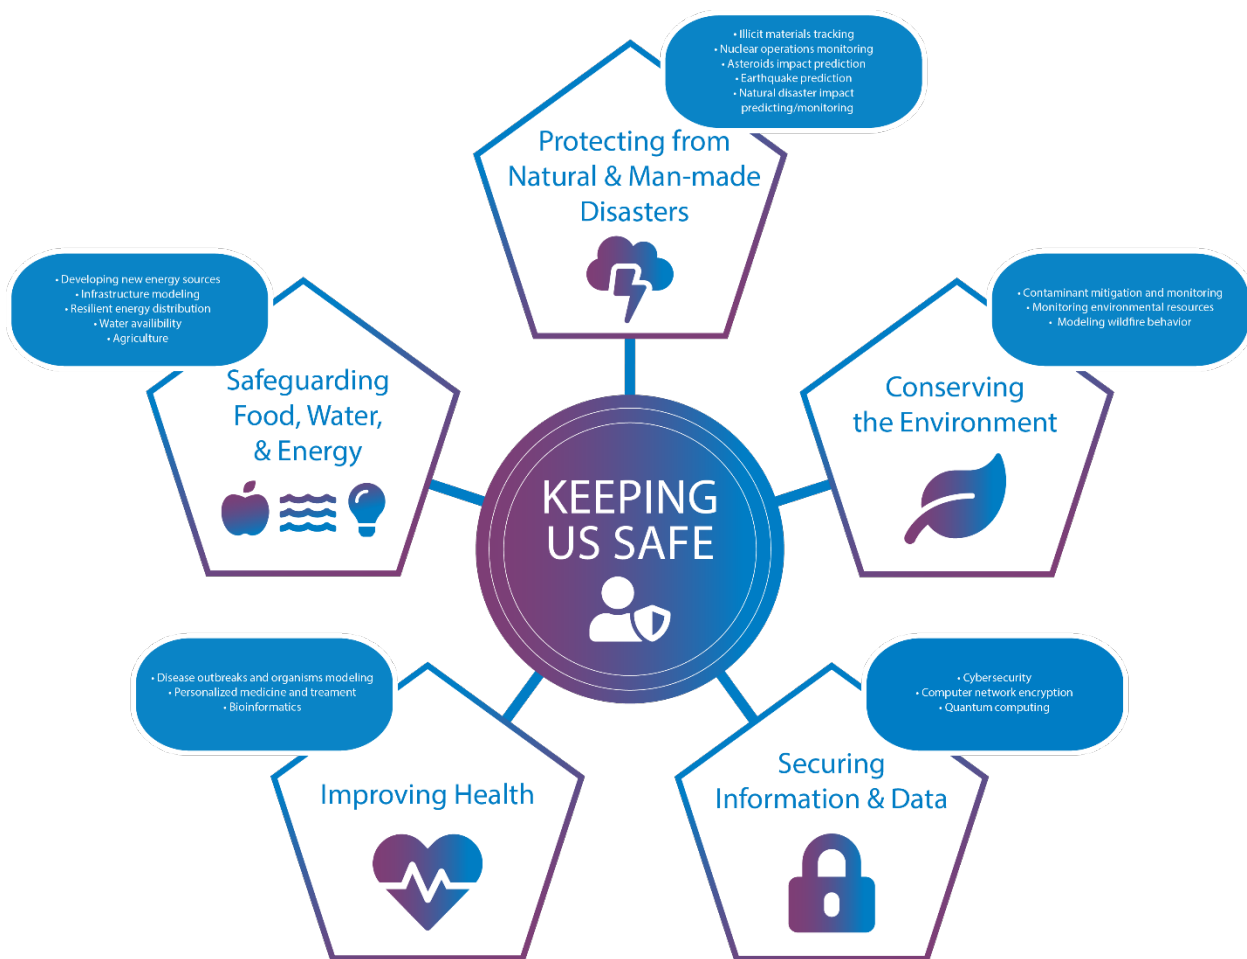 • Illicit materials tracking
• Nuclear operations monitoring
• Asteroids impact prediction
• Earthquake prediction
• Natural disaster impact
predicting/monitoring
Protecting from
Natural & Man-made
Disasters
• Developing new energy sources
• Infrastructure modeling
• Resilient energy distribution
• Water availibility
• Agriculture
Safeguarding
Food, Water,
& Energy
• Contaminant mitigation and monitoring
• Monitoring environmental resources
• Modeling wildfire behavior
Conserving
the Environment
KEEPING
US SAFE
• Disease outbreaks and organisms modeling
• Personalized medicine and treament
• Bioinformatics
Improving Health
• Cybersecurity
• Computer network encryption
• Quantum computing
Securing
Information & Data